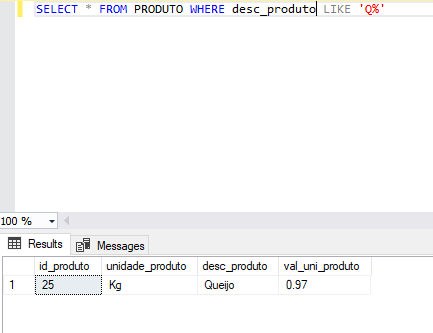 SELECT * FROM PRODUTO WHERE desc_produto LIKE 'Q%'
100 %
Results Messages
id_produto unidade_produto desc_produto val_uni_produto
1 25 Kg Queijo 0.97